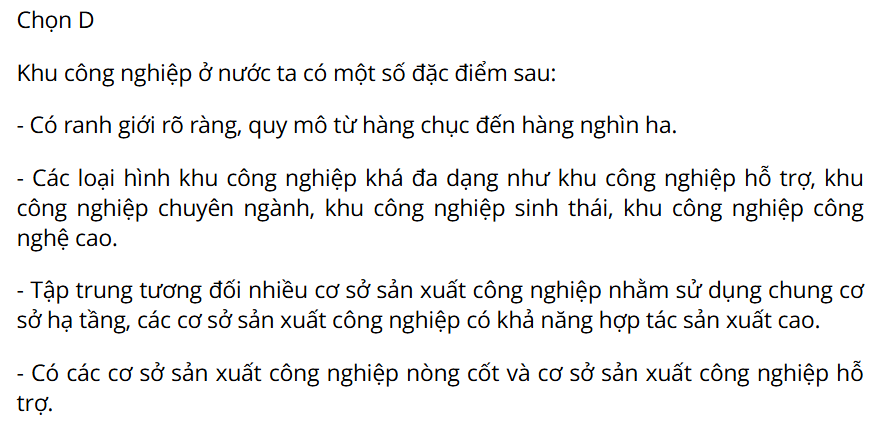 Chọn D
Khu công nghiệp ở nước ta có một số đặc điểm sau:
- Có ranh giới rõ ràng, quy mô từ hàng chục đến hàng nghìn ha.
- Các loại hình khu công nghiệp khá đa dạng như khu công nghiệp hỗ trợ, khu
công nghiệp chuyên ngành, khu công nghiệp sinh thái, khu công nghiệp công
nghệ cao.
- Tập trung tương đối nhiều cơ sở sản xuất công nghiệp nhằm sử dụng chung cơ
sở hạ tầng, các cơ sở sản xuất công nghiệp có khả năng hợp tác sản xuất cao.
- Có các cơ sở sản xuất công nghiệp nòng cốt và cơ sở sản xuất công nghiệp hỗ
trợ.